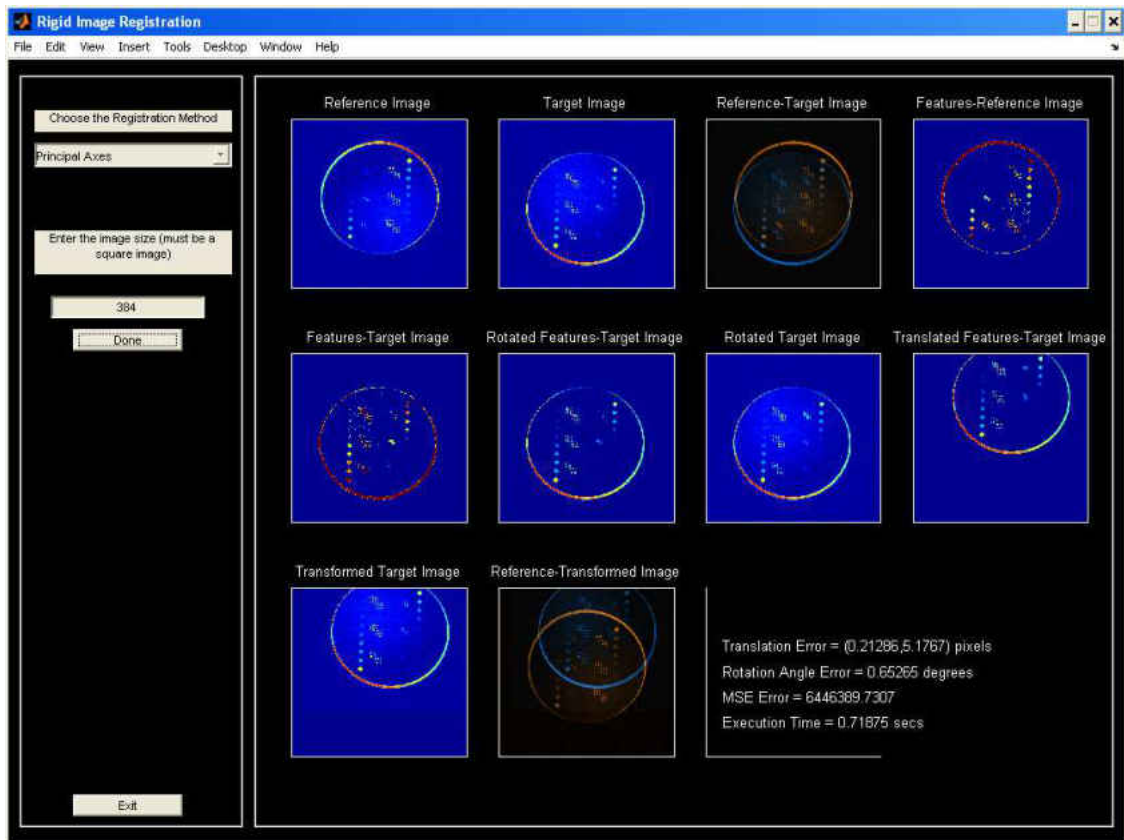 Rigid Image Registration
File Edit View Insert Tools Desktop Window Help
Choose the Registration Method
Principal Axes
Enter the image size (must be a
square image)
384
Done
Exit
Reference Image
Target Image
Reference-Target Image
Features-Reference Image
Features-Target Image
Rotated Features-Target Image
Rotated Target Image
Translated Features-Target Image
Transformed Target Image
Reference-Transformed Image
Translation Error = (0.21286,5.1767) pixels
Rotation Angle Error = 0.65265 degrees
MSE Error = 6446389.7307
Execution Time = 0.71875 secs